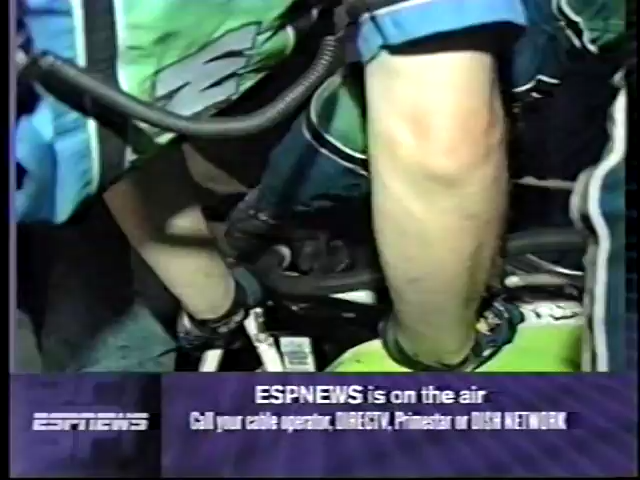 ESPNEWS is on the air
ESPNEWS
Call your cable operator, DIRECTV, Primestar or DISH NETWORK